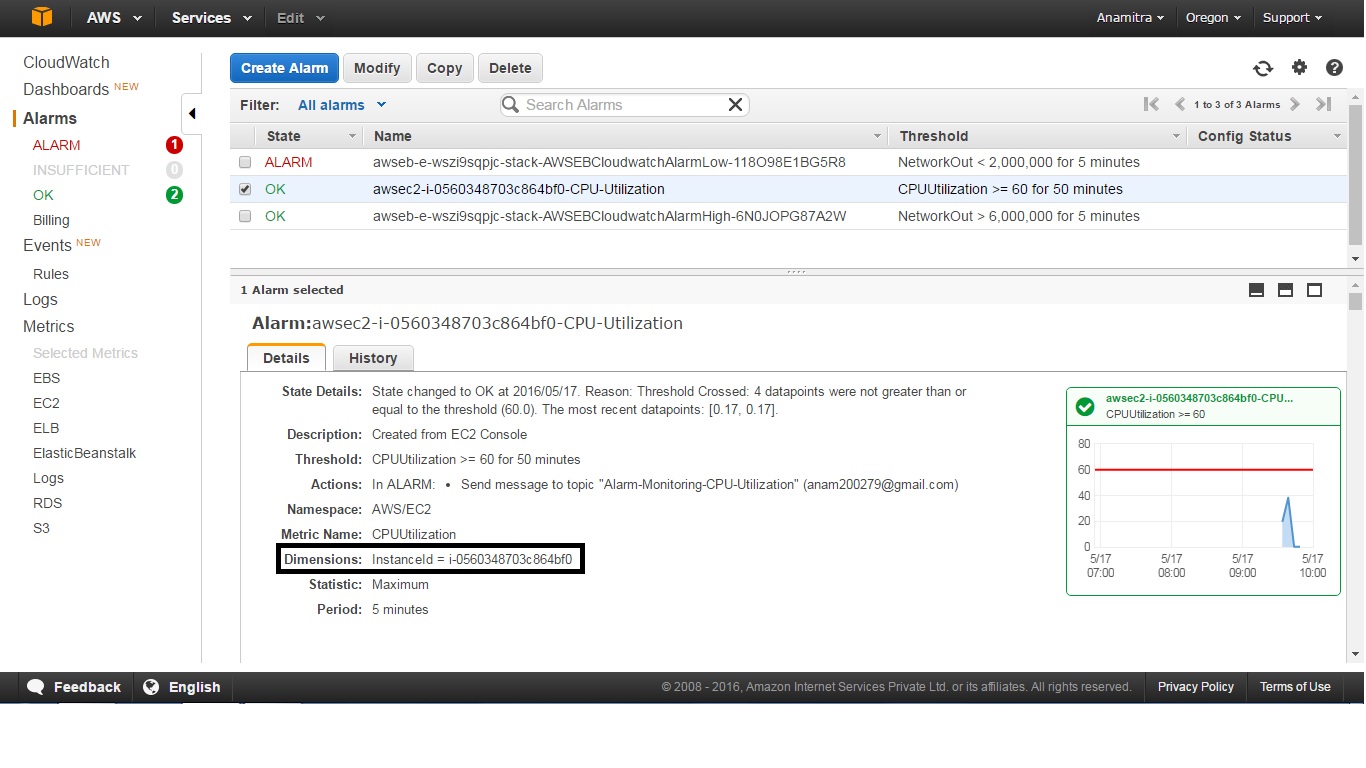 AWS Services Edit Anamitra Oregon Support
CloudWatch
Dashboards NEW
Alarms
ALARM 1
INSUFFICIENT 0
OK 2
Billing
Events NEW
Rules
Logs
Metrics
Selected Metrics
EBS
EC2
ELB
ElasticBeanstalk
Logs
RDS
S3
Create Alarm Modify Copy Delete
Filter: All alarms Search Alarms 1 to 3 of 3 Alarms
State Name Threshold Config Status
ALARM awseb-e-wszi9sqpjc-stack-AWSEBCloudwatchAlarmLow-118O98E1BG5R8 NetworkOut < 2,000,000 for 5 minutes
OK awsec2-i-0560348703c864bf0-CPU-Utilization CPUUtilization >= 60 for 50 minutes
OK awseb-e-wszi9sqpjc-stack-AWSEBCloudwatchAlarmHigh-6N0JOPG87A2W NetworkOut > 6,000,000 for 5 minutes
1 Alarm selected
Alarm:awsec2-i-0560348703c864bf0-CPU-Utilization
Details History
State Details: State changed to OK at 2016/05/17. Reason: Threshold Crossed: 4 datapoints were not greater than or
equal to the threshold (60.0). The most recent datapoints: [0.17, 0.17].
Description: Created from EC2 Console
Threshold: CPUUtilization >= 60 for 50 minutes
Actions: In ALARM: • Send message to topic "Alarm-Monitoring-CPU-Utilization" (anam200279@gmail.com)
Namespace: AWS/EC2
Metric Name: CPUUtilization
Dimensions: InstanceId = i-0560348703c864bf0
Statistic: Maximum
Period: 5 minutes
awsec2-i-0560348703c864bf0-CPU...
CPUUtilization >= 60
80
60
40
20
0
5/17 5/17 5/17 5/17
07:00 08:00 09:00 10:00
Feedback English © 2008 - 2016, Amazon Internet Services Private Ltd. or its affiliates. All rights reserved. Privacy Policy Terms of Use